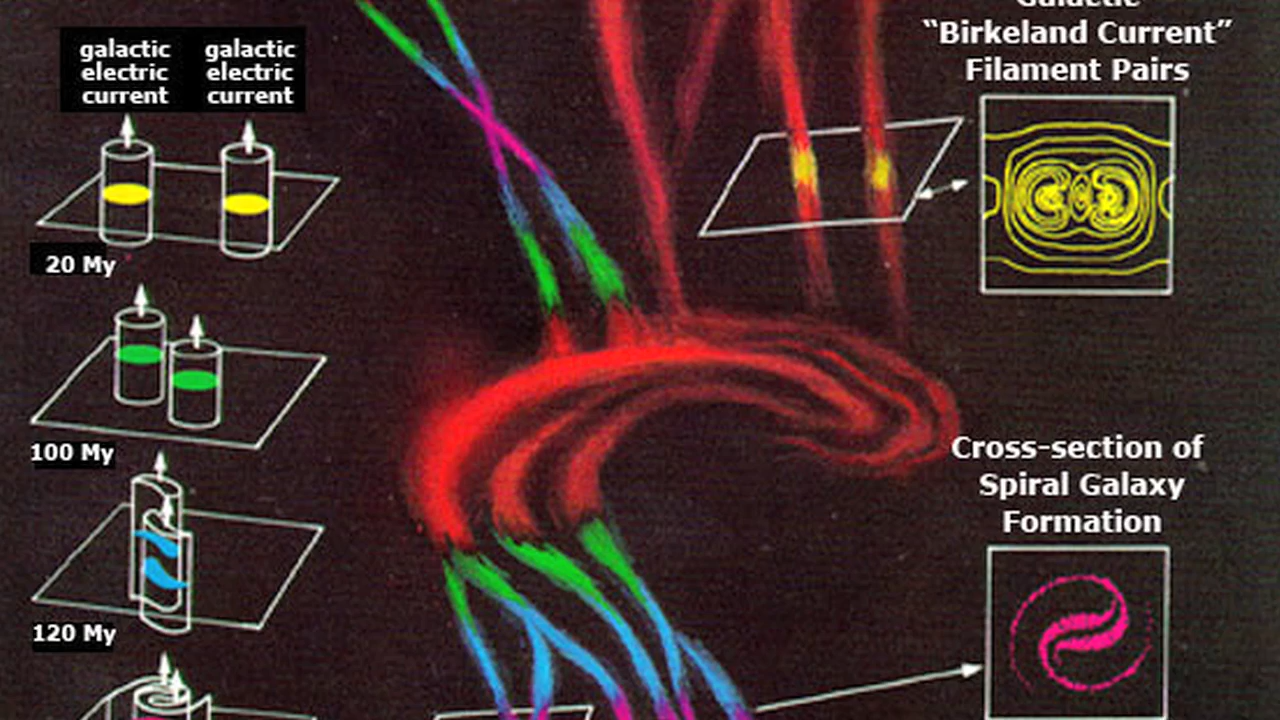 galactic
electric
current
galactic
electric
current
20 My
100 My
120 My
Galactic
“Birkeland Current”
Filament Pairs
Cross-section of
Spiral Galaxy
Formation